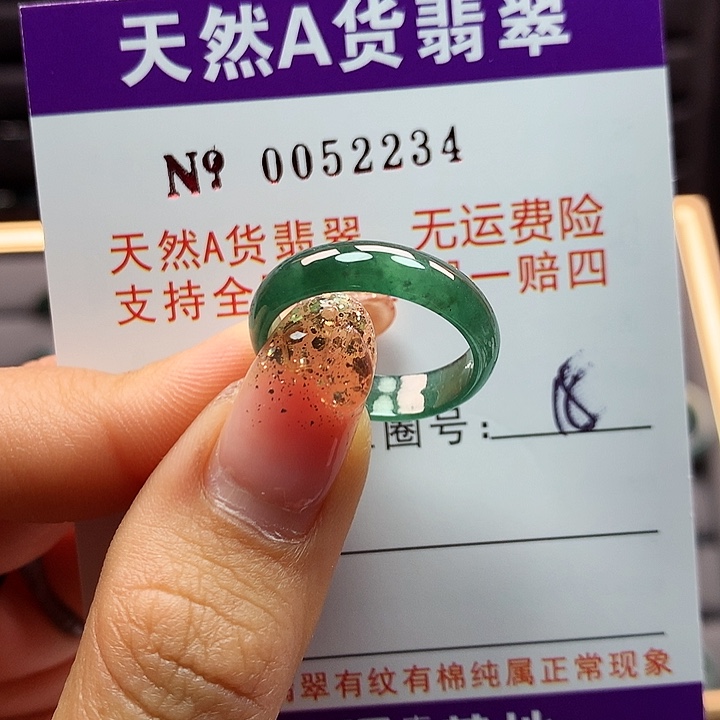 天然A货翡翠
Nº 0052234
天然A货翡翠 无运费险
支持全 一赔四
圈号: 18
翡翠有纹有棉纯属正常现象